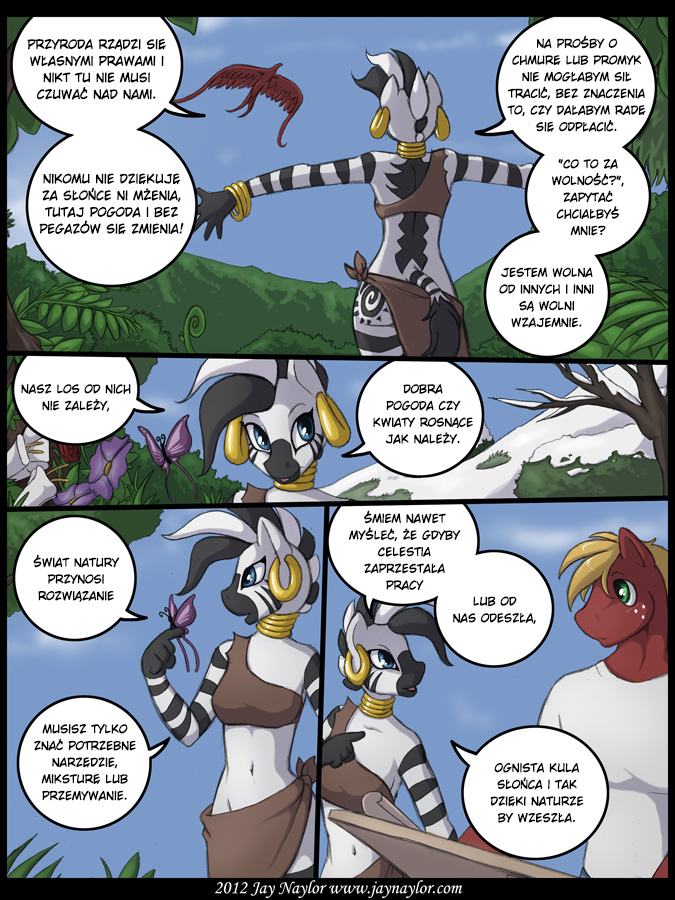 PRZYRODA RZĄDZI SIĘ
WŁASNYMI PRAWAMI I
NIKT TU NIE MUSI
CZUWAĆ NAD NAMI.
NIKOMU NIE DZIĘKUJĘ
ZA SŁOŃCE NI MŻENIA,
TUTAJ POGODA I BEZ
PEGAZÓW SIĘ ZMIENIA!
NA PROŚBY O
CHMURĘ LUB PROMYK
NIE MOGŁABYM SIŁ
TRACIĆ, BEZ ZNACZENIA
TO, CZY DAŁABYM RADĘ
SIĘ ODPŁACIĆ.
"CO TO ZA
WOLNOŚĆ?",
ZAPYTAĆ
CHCIAŁBYŚ
MNIE?
JESTEM WOLNA
OD INNYCH I INNI
SĄ WOLNI
WZAJEMNIE.
NASZ LOS OD NICH
NIE ZALEŻY,
DOBRA
POGODA CZY
KWIATY ROSNĄCE
JAK NALEŻY.
ŚWIAT NATURY
PRZYNOSI
ROZWIĄZANIE
MUSISZ TYLKO
ZNAĆ POTRZEBNE
NARZĘDZIE,
MIKSTURĘ LUB
PRZEMYWANIE.
ŚMIEM NAWET
MYŚLEĆ, ŻE GDYBY
CELESTIA
ZAPRZESTAŁA
PRACY
LUB OD
NAS ODESZŁA,
OGNISTA KULA
SŁOŃCA I TAK
DZIĘKI NATURZE
BY WZESZŁA.
2012 Jay Naylor www.jaynaylor.com